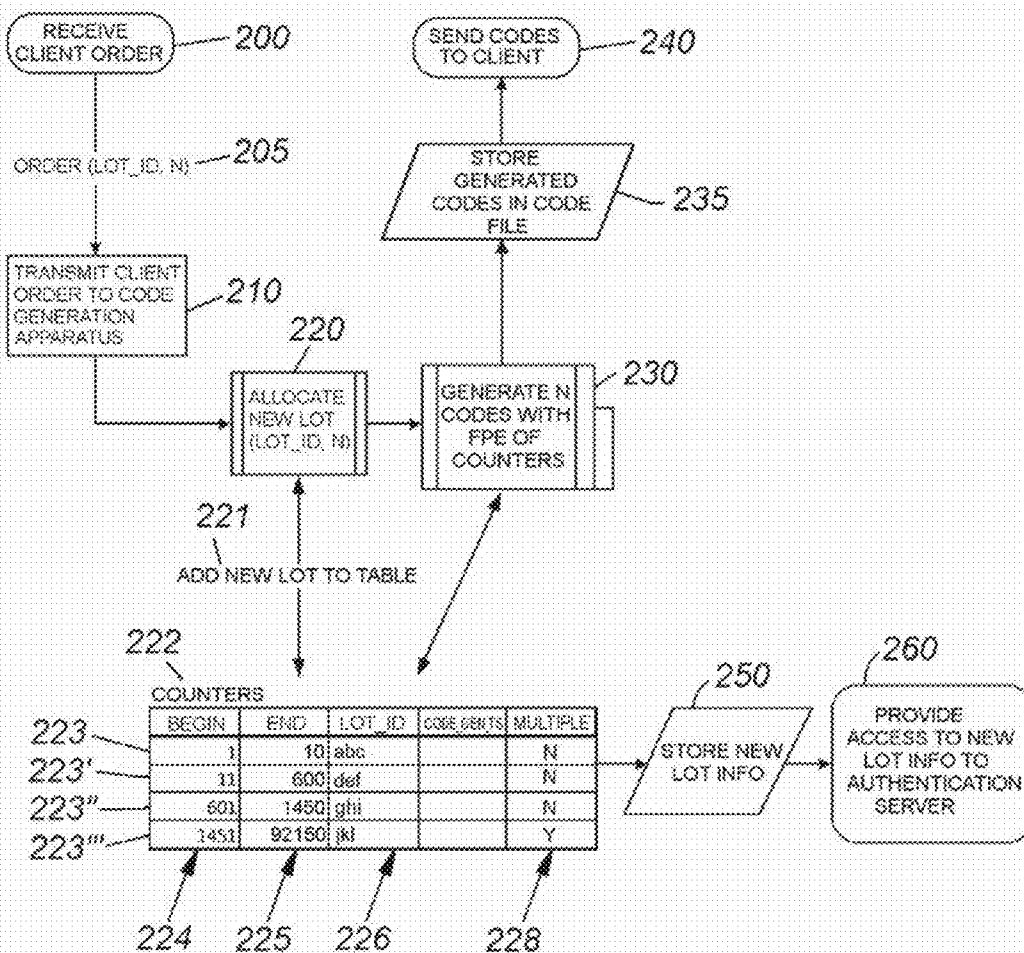 RECEIVE
CLIENT ORDER
200
SEND CODES
TO CLIENT
240
ORDER (LOT_ID, N)
205
STORE
GENERATED
CODES IN CODE
FILE
235
TRANSMIT CLIENT
ORDER TO CODE
GENERATION
APPARATUS
210
220
ALLOCATE
NEW LOT
(LOT_ID, N)
GENERATE N
CODES WITH
FPE OF
COUNTERS
230
221
ADD NEW LOT TO TABLE
222
COUNTERS
BEGIN END LOT_ID MULTIPLE
223 1 10 abc N
223' 11 600 def N
223" 601 1450 ghi N
223"' 1451 92150 jkl Y
224 225 226 228
250
STORE NEW
LOT INFO
260
PROVIDE
ACCESS TO NEW
LOT INFO TO
AUTHENTICATION
SERVER